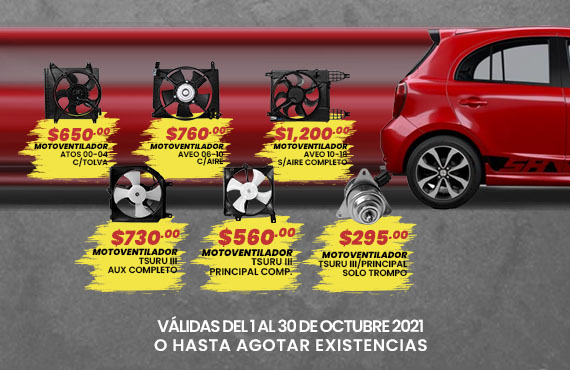 $650.00
MOTOVENTILADOR
ATOS 00-04
C/TOLVA
$760.00
MOTOVENTILADOR
AVEO 06-10
C/AIRE
$1,200.00
MOTOVENTILADOR
AVEO 10-18
S/AIRE COMPLETO
$730.00
MOTOVENTILADOR
TSURU III
AUX COMPLETO
$560.00
MOTOVENTILADOR
TSURU III
PRINCIPAL COMP.
$295.00
MOTOVENTILADOR
TSURU III/PRINCIPAL
SOLO TROMPO
VÁLIDAS DEL 1 AL 30 DE OCTUBRE 2021
O HASTA AGOTAR EXISTENCIAS